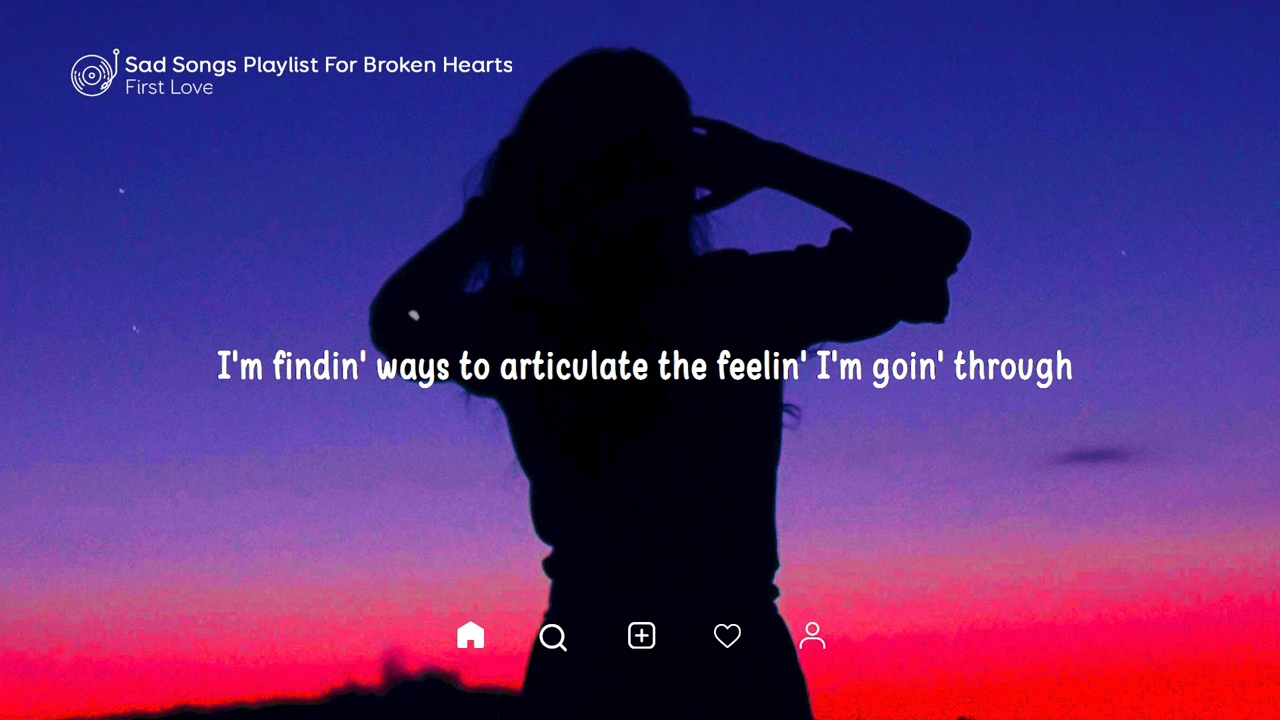 Sad Songs Playlist For Broken Hearts
First Love
I'm findin' ways to articulate the feelin' I'm goin' through